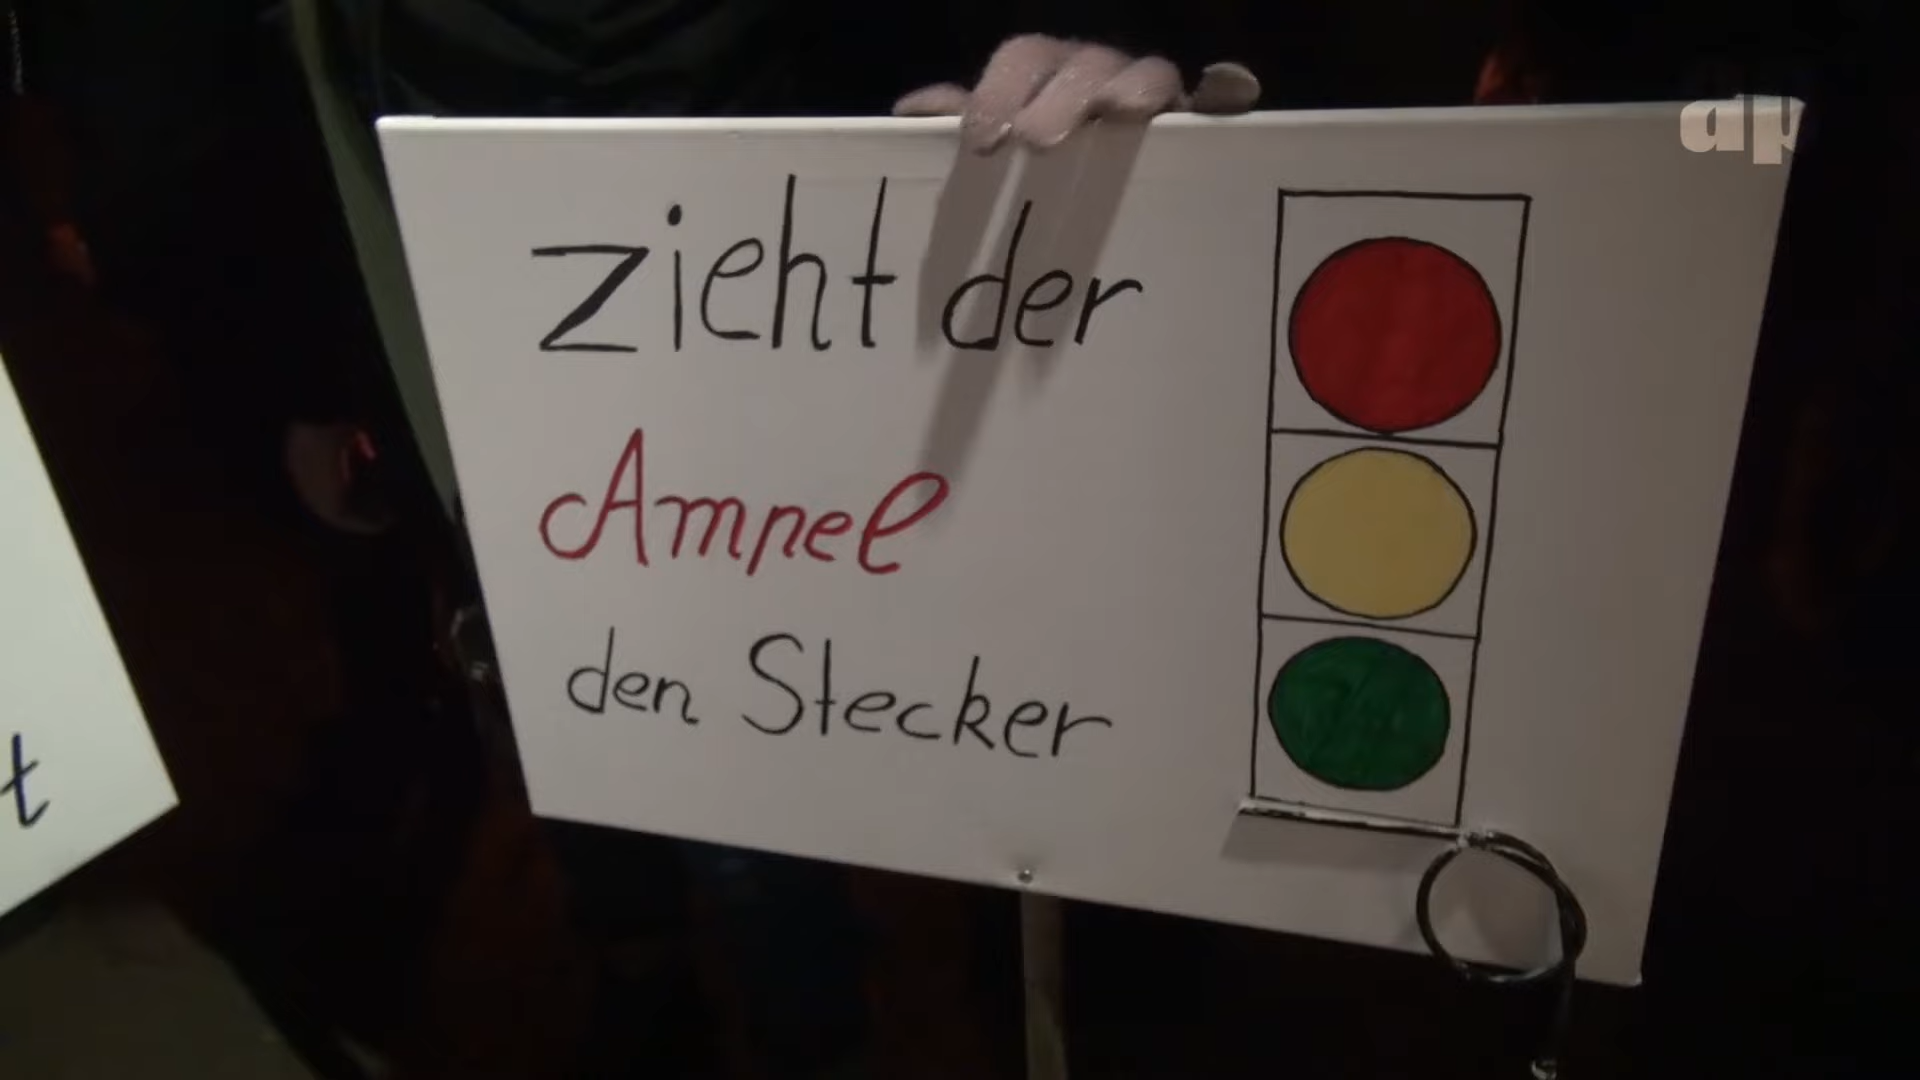 zieht der
Ampel
den Stecker
t